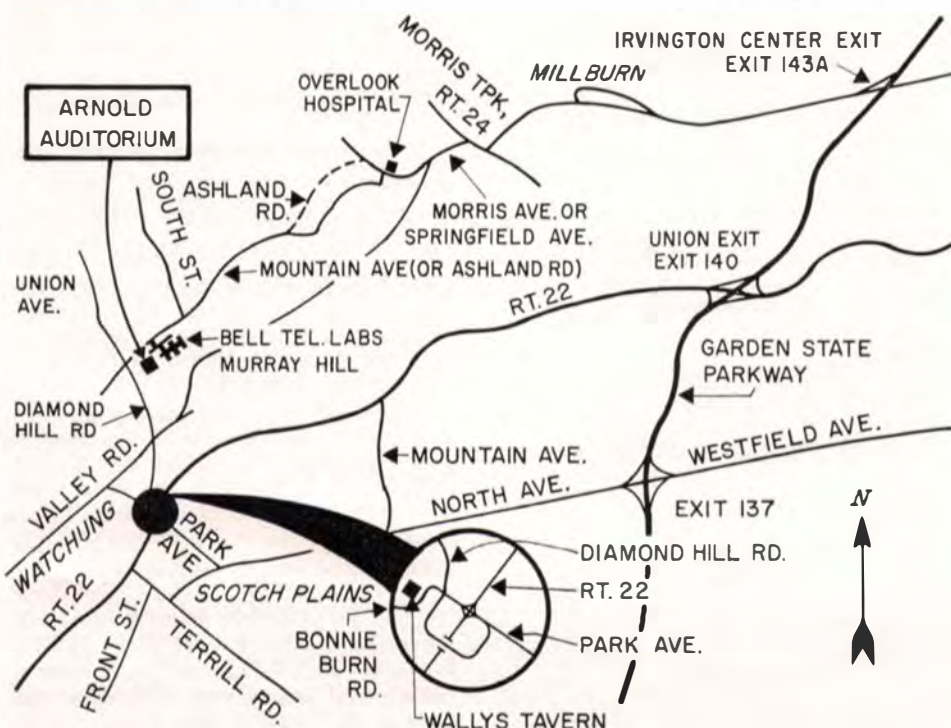 IRVINGTON CENTER EXIT
EXIT 143A
MORRIS TPK,
RT. 24
MILLBURN
OVERLOOK
HOSPITAL
ARNOLD
AUDITORIUM
SOUTH ST.
ASHLAND
RD.
MORRIS AVE. OR
SPRINGFIELD AVE.
UNION EXIT
EXIT 140
MOUNTAIN AVE(OR ASHLAND RD)
UNION
AVE.
RT. 22
BELL TEL. LABS
MURRAY HILL
GARDEN STATE
PARKWAY
DIAMOND
HILL RD
VALLEY RD.
WATCHUNG
MOUNTAIN AVE.
WESTFIELD AVE.
NORTH AVE.
EXIT 137
N
PARK
AVE
RT. 22
SCOTCH PLAINS
DIAMOND HILL RD.
RT. 22
PARK AVE.
FRONT ST.
TERRILL RD.
BONNIE
BURN
RD.
WALLYS TAVERN